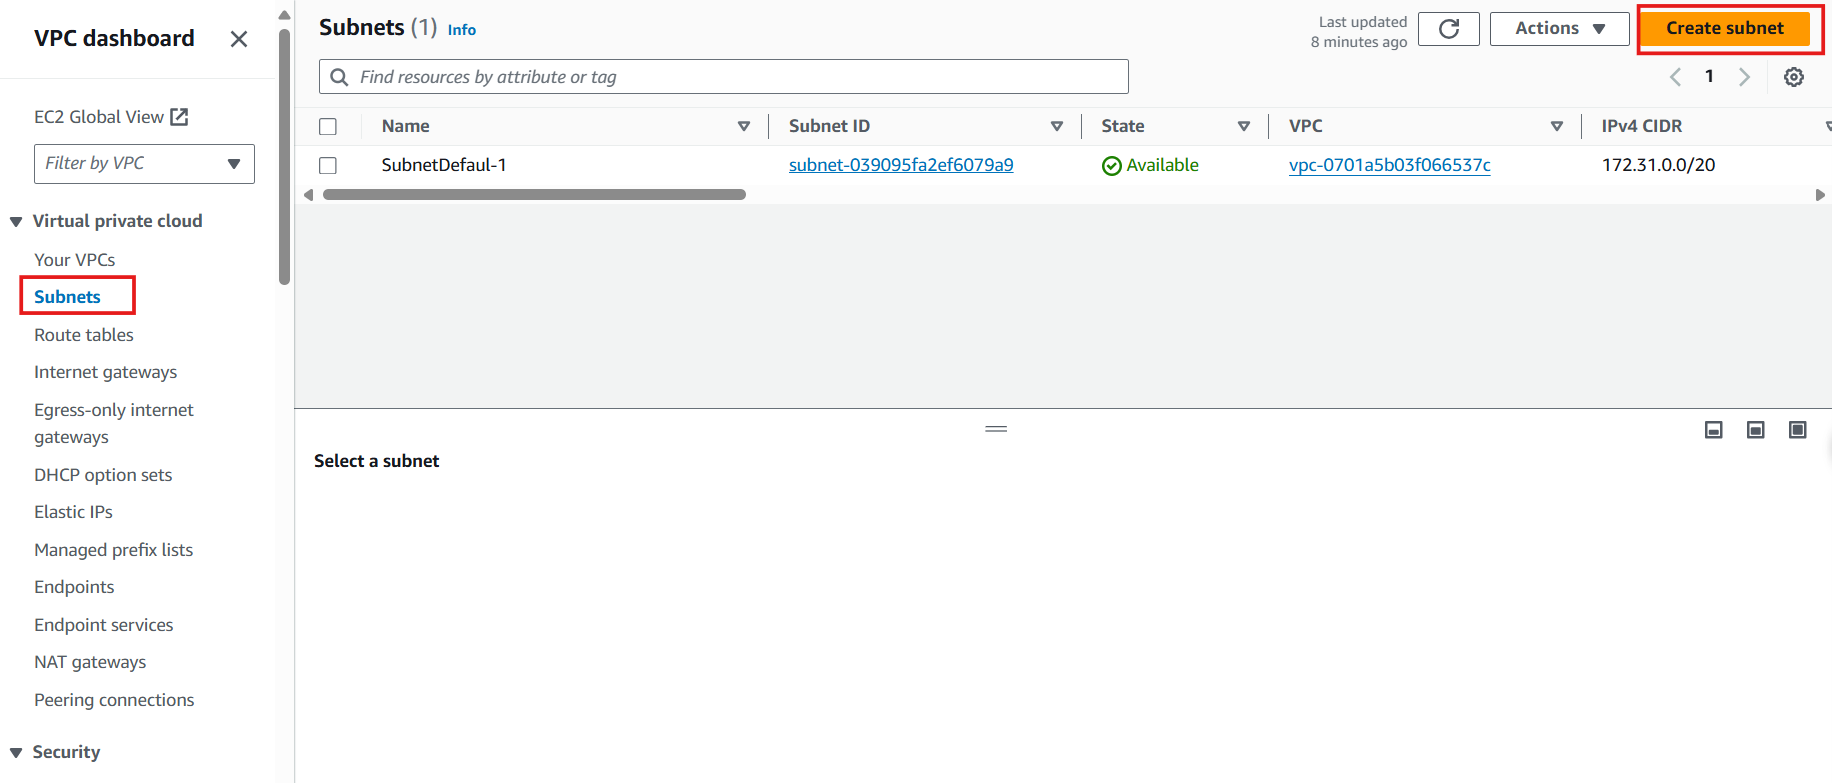 VPC dashboard
EC2 Global View
Filter by VPC
Virtual private cloud
Your VPCs
Subnets
Route tables
Internet gateways
Egress-only internet
gateways
DHCP option sets
Elastic IPs
Managed prefix lists
Endpoints
Endpoint services
NAT gateways
Peering connections
Security
Subnets (1) Info
Last updated
8 minutes ago
Actions
Create subnet
Find resources by attribute or tag
1
Name Subnet ID State VPC IPv4 CIDR
SubnetDefaul-1 subnet-039095fa2ef6079a9 Available vpc-0701a5b03f066537c 172.31.0.0/20
Select a subnet